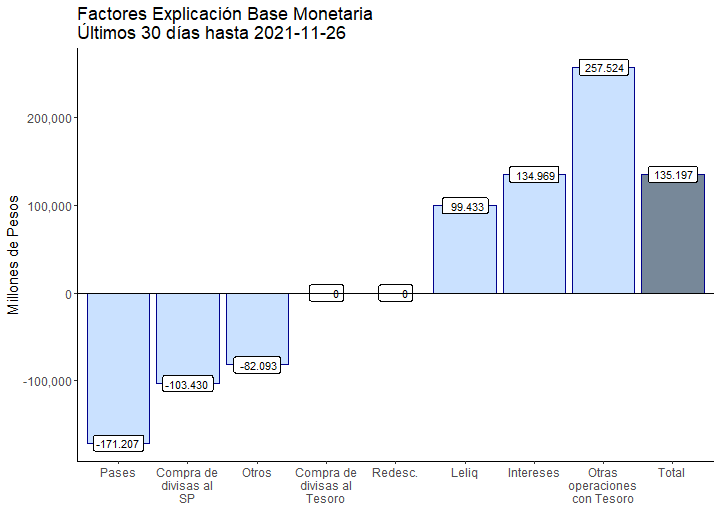 Factores Explicación Base Monetaria
Últimos 30 días hasta 2021-11-26
Millones de Pesos
200,000
100,000
0
-100,000
-171.207
-103.430
-82.093
0
0
99.433
134.969
257.524
135.197
Pases
Compra de
divisas al
SP
Otros
Compra de
divisas al
Tesoro
Redesc.
Leliq
Intereses
Otras
operaciones
con Tesoro
Total